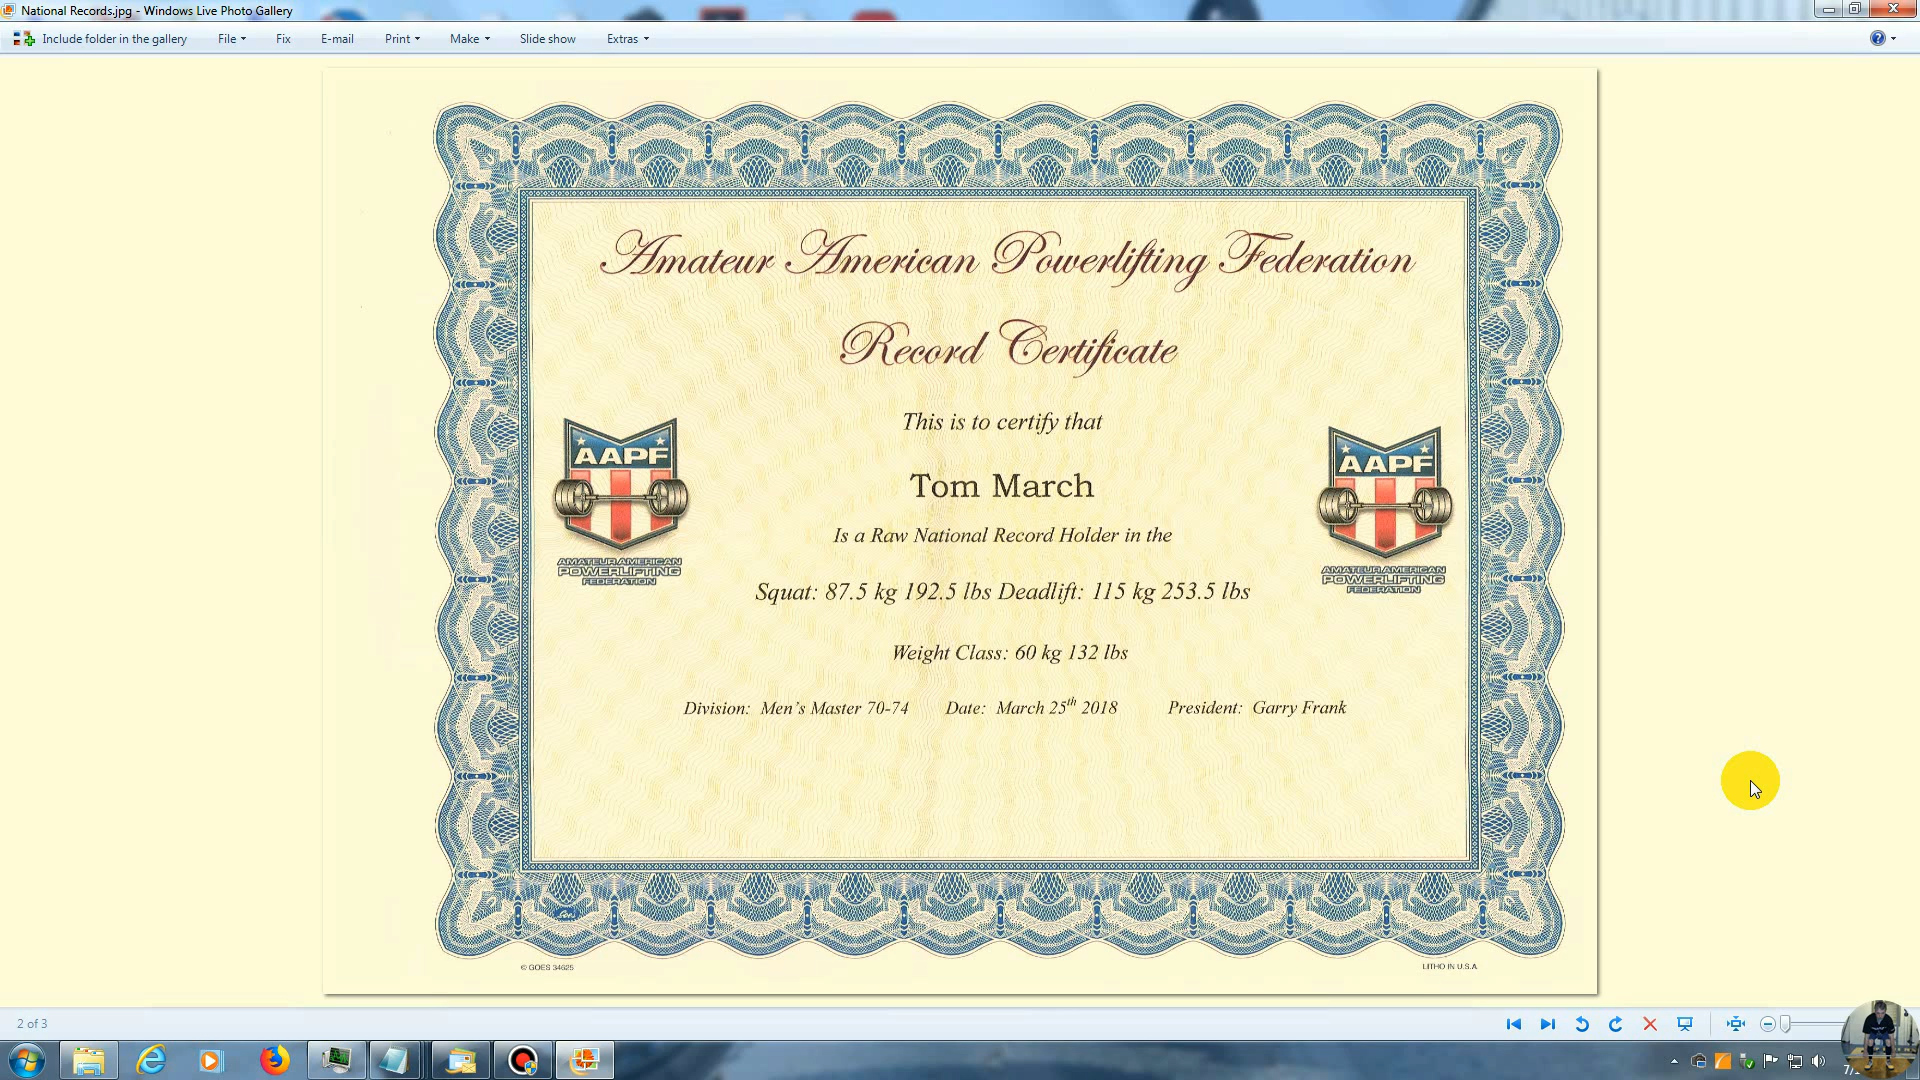 National Records.jpg - Windows Live Photo Gallery
Include folder in the gallery File Fix E-mail Print Make Slide show Extras
Amateur American Powerlifting Federation
Record Certificate
This is to certify that
AAPF
AAPF
Tom March
Is a Raw National Record Holder in the
AMATEUR AMERICAN
POWERLIFTING
FEDERATION
AMATEUR AMERICAN
POWERLIFTING
FEDERATION
Squat: 87.5 kg 192.5 lbs Deadlift: 115 kg 253.5 lbs
Weight Class: 60 kg 132 lbs
Division: Men's Master 70-74 Date: March 25th 2018 President: Garry Frank
Goes
© GOES 34625
LITHO IN U.S.A.
2 of 3